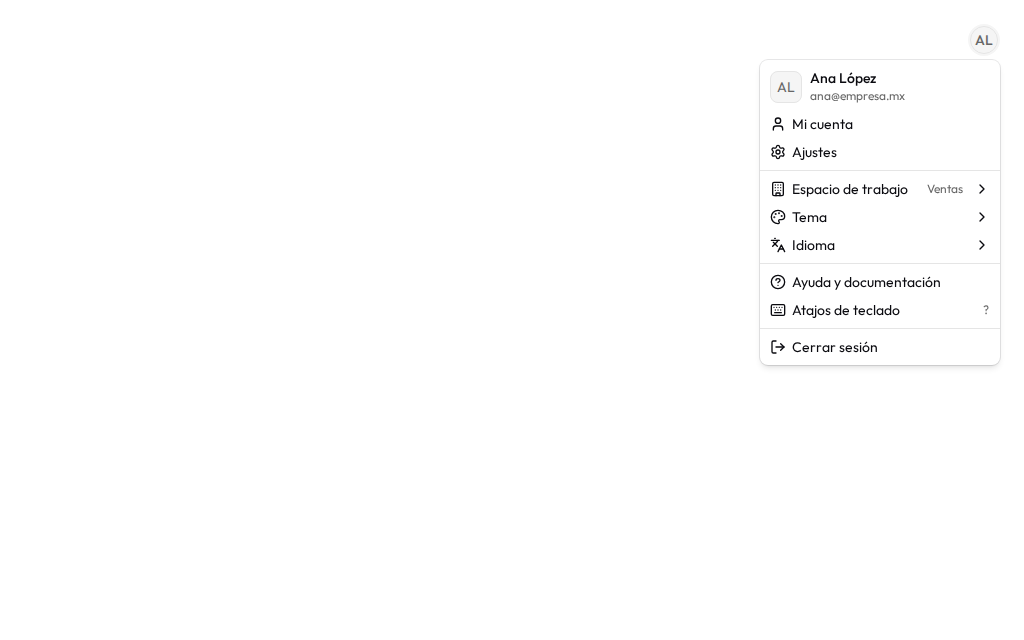 AL
AL
Ana López
ana@empresa.mx
Mi cuenta
Ajustes
Espacio de trabajo Ventas
Tema
Idioma
Ayuda y documentación
Atajos de teclado ?
Cerrar sesión